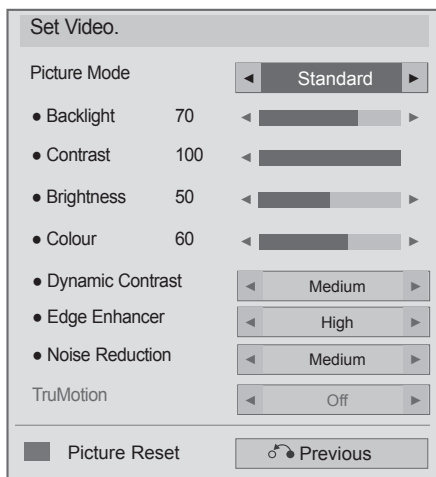 Set Video.
Picture Mode ◄ Standard ►
● Backlight 70 ◄ ►
● Contrast 100 ◄
● Brightness 50 ◄ ►
● Colour 60 ◄ ►
● Dynamic Contrast ◄ Medium ►
● Edge Enhancer ◄ High ►
● Noise Reduction ◄ Medium ►
TruMotion ◄ Off ►
Picture Reset Previous